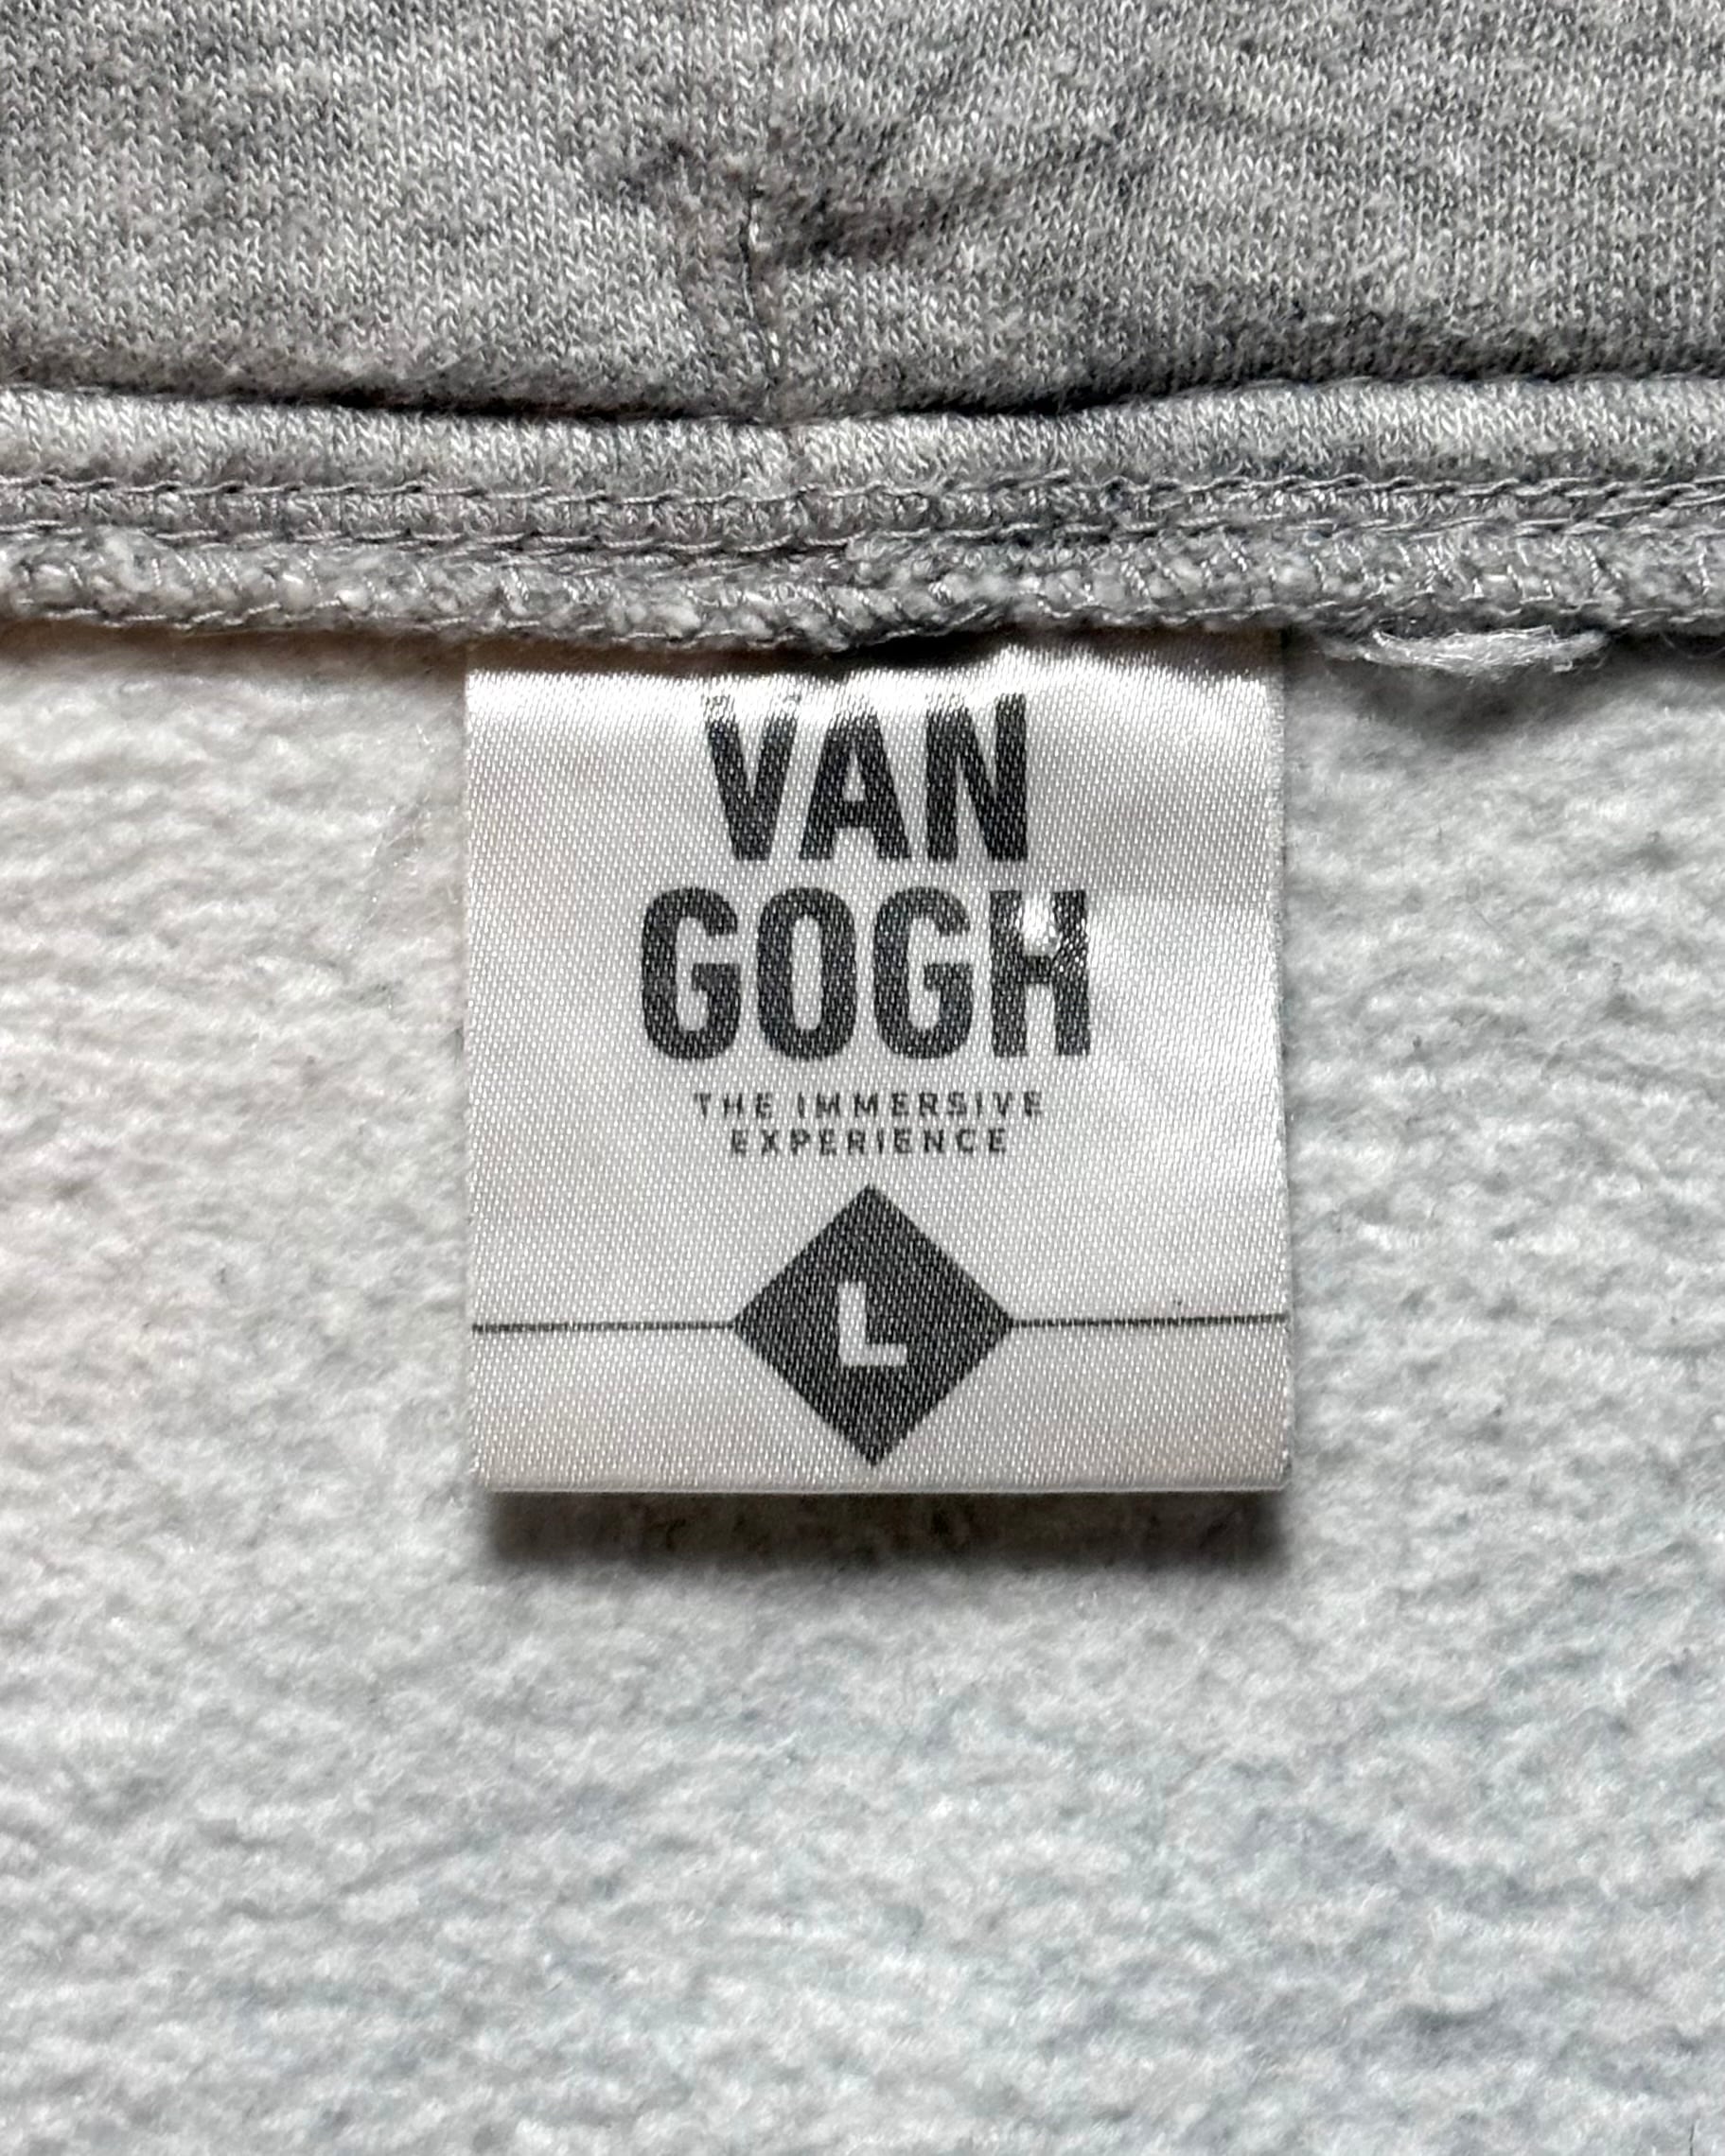 VAN
GOGH
THE IMMERSIVE
EXPERIENCE
L